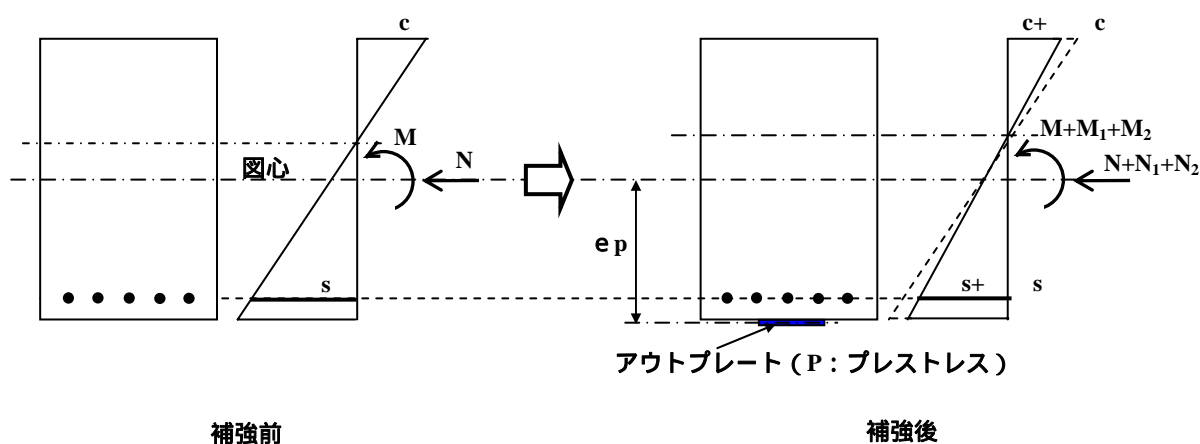 c
M
N
図心
s
補強前
c+ c
M+M₁+M₂
N+N₁+N₂
ｅp
s+ s
アウトプレート（P：プレストレス）
補強後